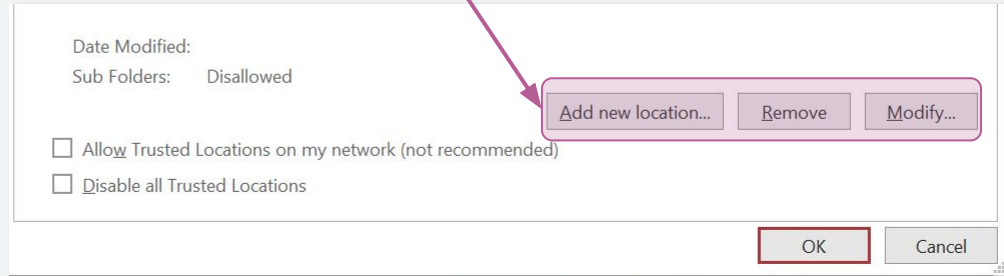 Date Modified:
Sub Folders: Disallowed
Add new location... Remove Modify...
Allow Trusted Locations on my network (not recommended)
Disable all Trusted Locations
OK Cancel